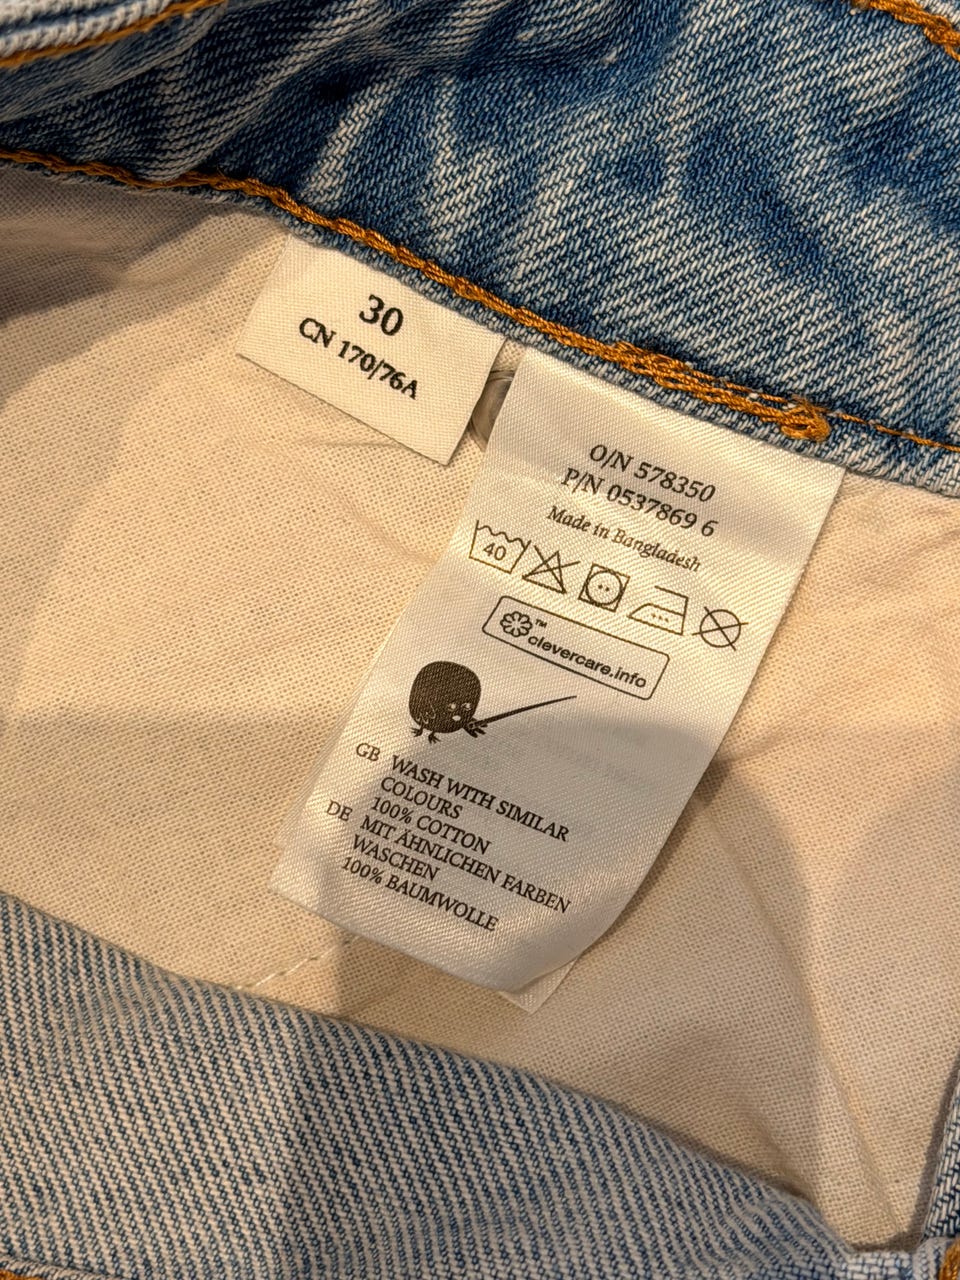 30
CN 170/76A
O/N 578350
P/N 0537869 6
Made in Bangladesh
40
™
clevercare.info
GB WASH WITH SIMILAR
COLOURS
100% COTTON
DE MIT ÄHNLICHEN FARBEN
WASCHEN
100% BAUMWOLLE